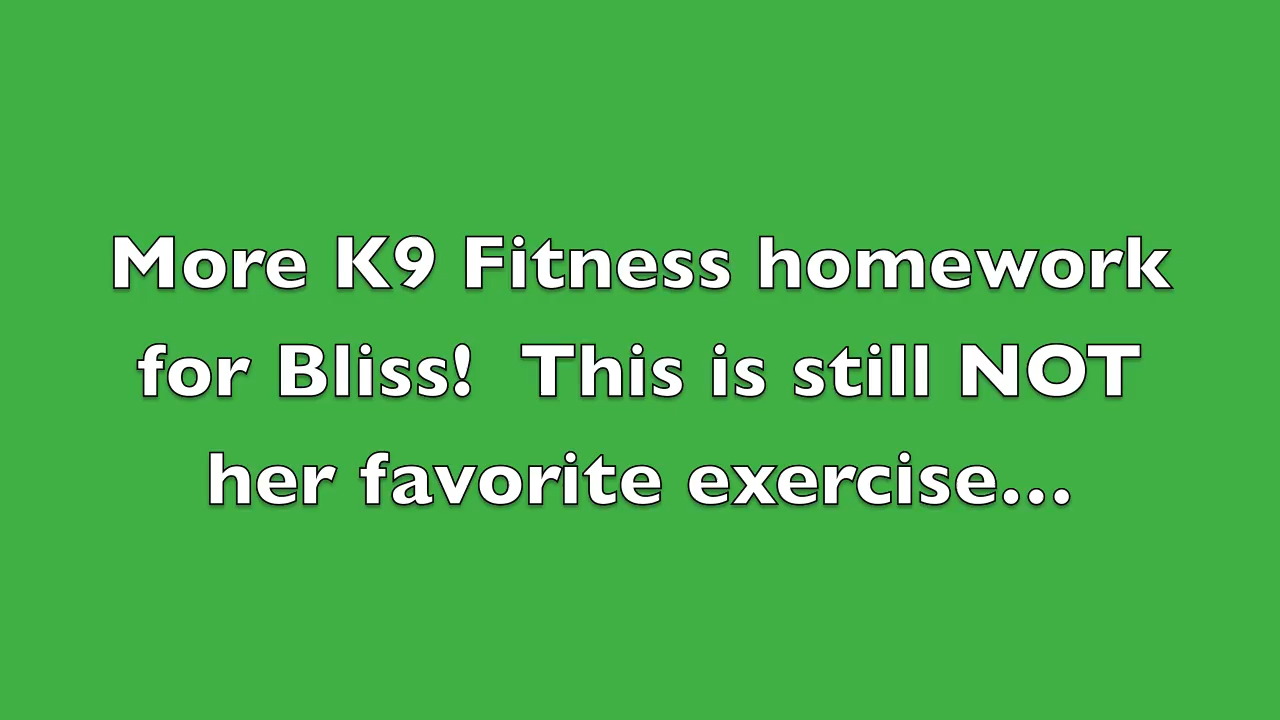 More K9 Fitness homework
for Bliss!  This is still NOT
her favorite exercise...